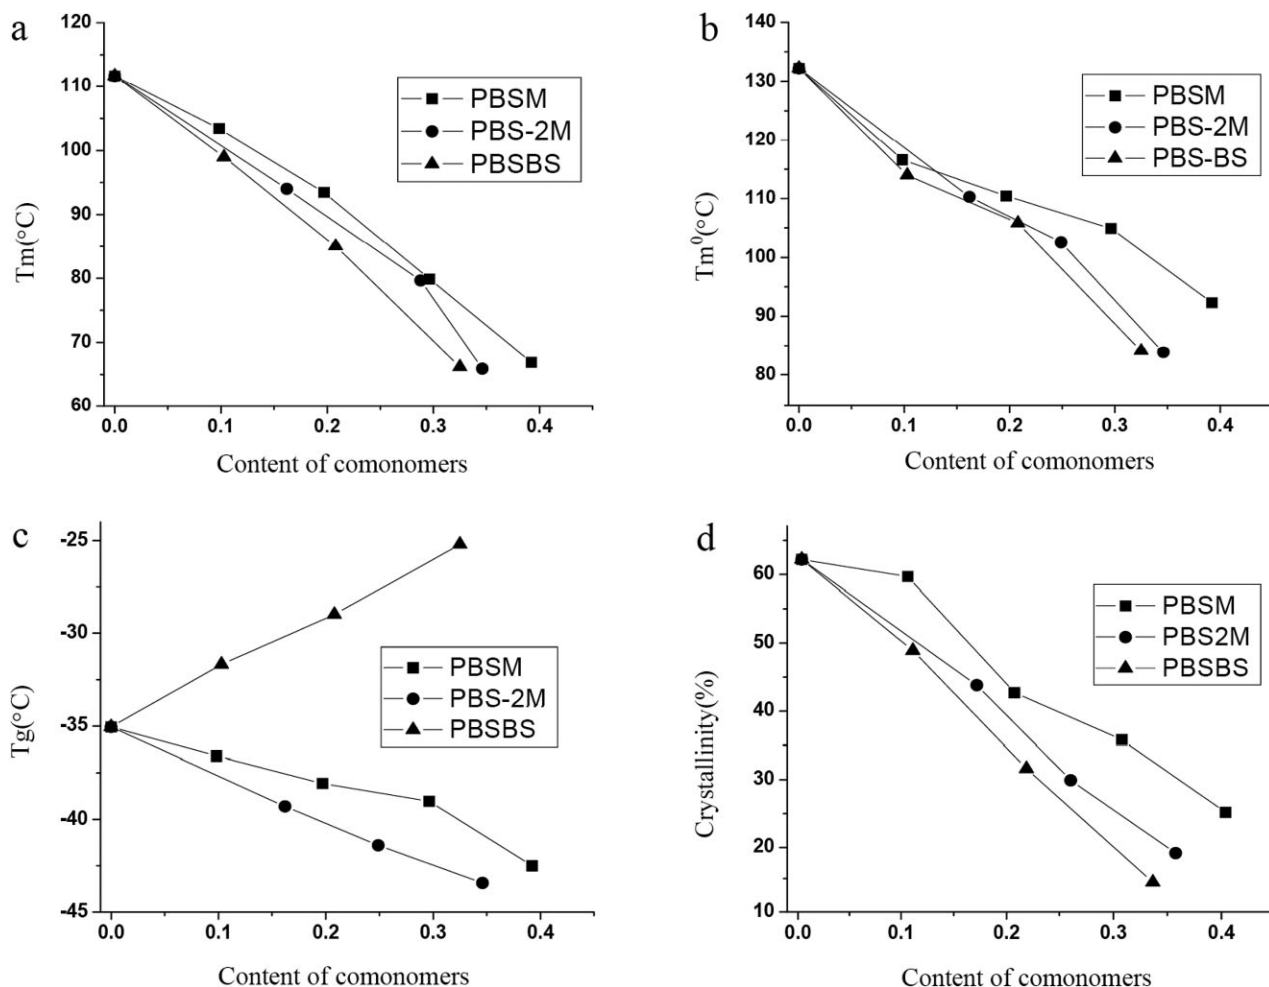 a
120
110
100
90
80
70
60
Tm(°C)
PBSM
PBS-2M
PBSBS
0.0 0.1 0.2 0.3 0.4
Content of comonomers
b
140
130
120
110
100
90
80
Tm⁰(°C)
PBSM
PBS-2M
PBS-BS
0.0 0.1 0.2 0.3 0.4
Content of comonomers
c
-25
-30
-35
-40
-45
Tg(°C)
PBSM
PBS-2M
PBSBS
0.0 0.1 0.2 0.3 0.4
Content of comonomers
d
60
50
40
30
20
10
Crystallinity(%)
PBSM
PBS2M
PBSBS
0.0 0.1 0.2 0.3 0.4
Content of comonomers